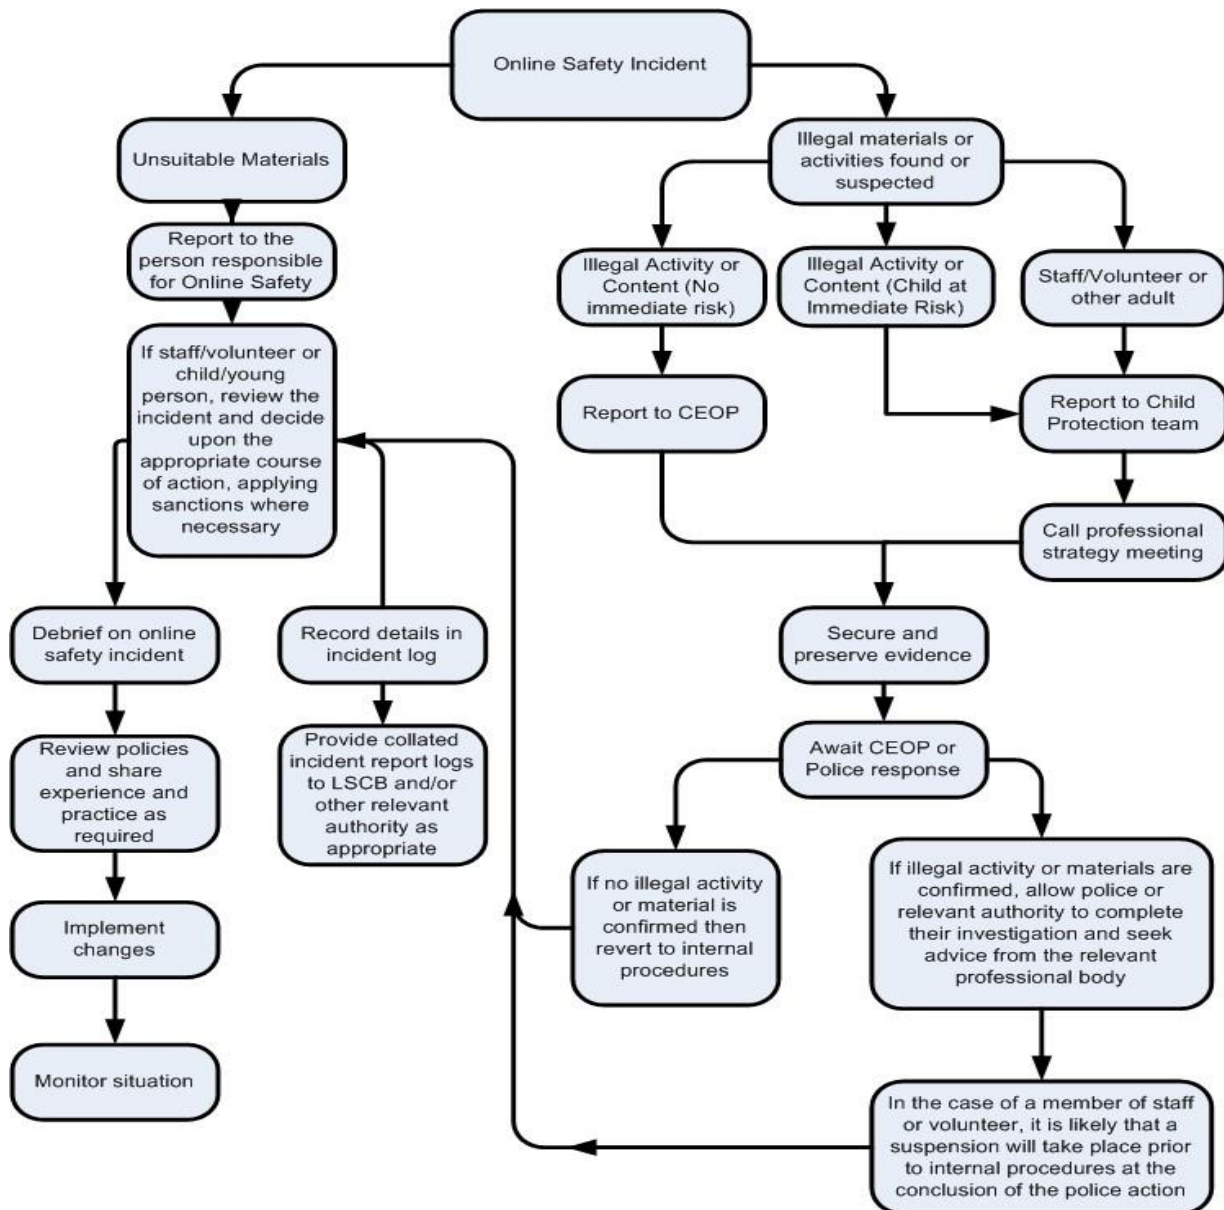 Online Safety Incident
Unsuitable Materials
Report to the
person responsible
for Online Safety
If staff/volunteer or
child/young
person, review the
incident and decide
upon the
appropriate course
of action, applying
sanctions where
necessary
Debrief on online
safety incident
Review policies
and share
experience and
practice as
required
Implement
changes
Monitor situation
Record details in
incident log
Provide collated
incident report logs
to LSCB and/or
other relevant
authority as
appropriate
Illegal materials or
activities found or
suspected
Illegal Activity or
Content (No
immediate risk)
Illegal Activity or
Content (Child at
Immediate Risk)
Staff/Volunteer or
other adult
Report to CEOP
Report to Child
Protection team
Call professional
strategy meeting
Secure and
preserve evidence
Await CEOP or
Police response
If no illegal activity
or material is
confirmed then
revert to internal
procedures
If illegal activity or materials are
confirmed, allow police or
relevant authority to complete
their investigation and seek
advice from the relevant
professional body
In the case of a member of staff
or volunteer, it is likely that a
suspension will take place prior
to internal procedures at the
conclusion of the police action